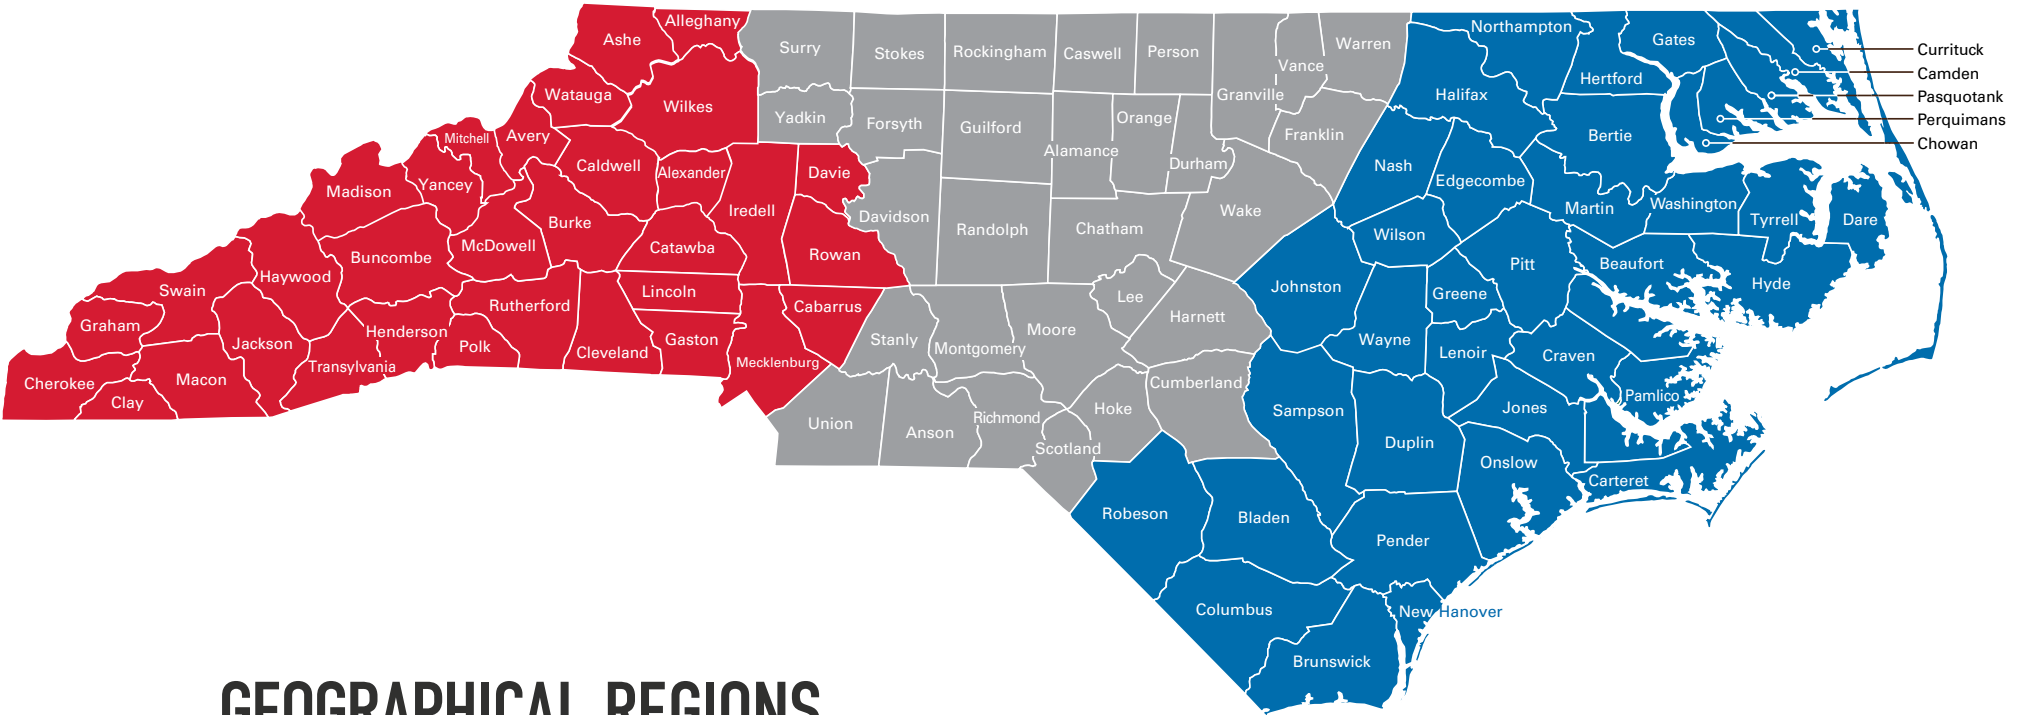 Alleghany
Ashe
Surry
Stokes
Rockingham
Caswell
Person
Vance
Warren
Northampton
Gates
Currituck
Camden
Pasquotank
Perquimans
Chowan
Watauga
Wilkes
Yadkin
Forsyth
Guilford
Alamance
Orange
Durham
Granville
Franklin
Halifax
Hertford
Bertie
Mitchell
Avery
Caldwell
Alexander
Iredell
Davie
Davidson
Randolph
Chatham
Wake
Nash
Edgecombe
Martin
Washington
Tyrrell
Dare
Madison
Yancey
McDowell
Burke
Catawba
Rowan
Wilson
Pitt
Beaufort
Hyde
Swain
Haywood
Buncombe
Rutherford
Lincoln
Cabarrus
Lee
Harnett
Johnston
Greene
Graham
Jackson
Henderson
Polk
Cleveland
Gaston
Mecklenburg
Stanly
Montgomery
Moore
Wayne
Lenoir
Craven
Pamlico
Cherokee
Clay
Macon
Transylvania
Union
Anson
Richmond
Scotland
Hoke
Cumberland
Sampson
Duplin
Jones
Onslow
Carteret
Robeson
Bladen
Pender
Columbus
New Hanover
Brunswick
GEOGRAPHICAL REGIONS